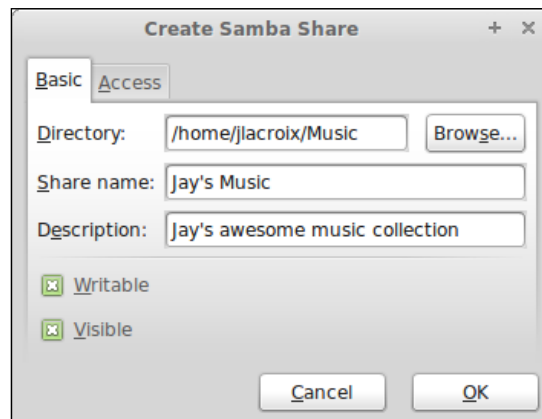 Create Samba Share
Basic Access
Directory: /home/jlacroix/Music Browse...
Share name: Jay's Music
Description: Jay's awesome music collection
Writable
Visible
Cancel OK